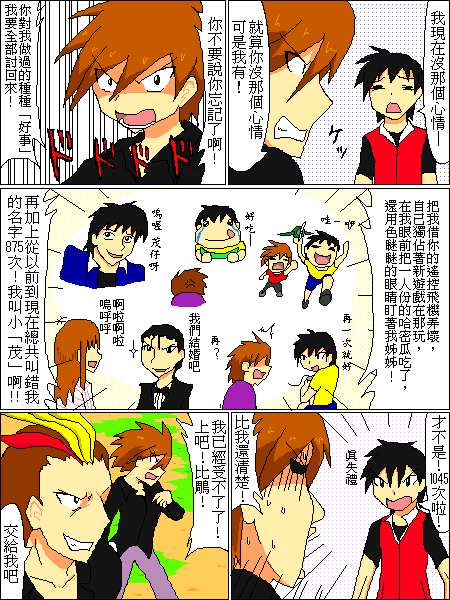 我現在沒那個心情—
就算你沒那個心情
可是我有！
ケッ
你不要說你忘記了啊！
你對我做過的種種「好事」
我要全部討回來！
ドドドド
把我借你的遙控飛機弄壞，
自己獨佔著新遊戲在那玩，
在我眼前把一人份的哈密瓜吃了，
還用色瞇瞇的眼睛盯著我姊姊！
哇—！
好吃
嗚喔
茂仔呀
再一次就好
再？
我們結婚吧
啊啦啦
嗚呼呼
再加上從以前到現在總共叫錯我
的名字875次！我叫小「茂」啊!!
才不是！1045
次啦！
真失禮
比我還清楚！
我已經受不了了！
上吧！比鵰！
交給我吧